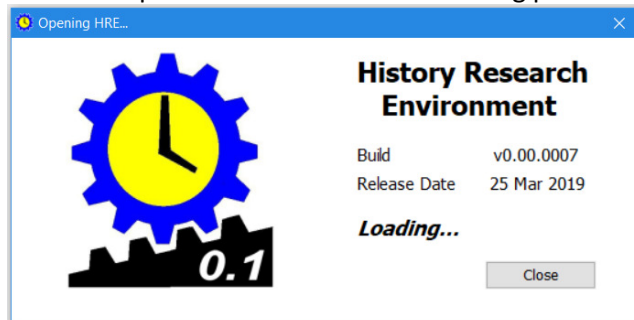 Opening HRE...
History Research
Environment
Build v0.00.0007
Release Date 25 Mar 2019
Loading...
0.1
Close